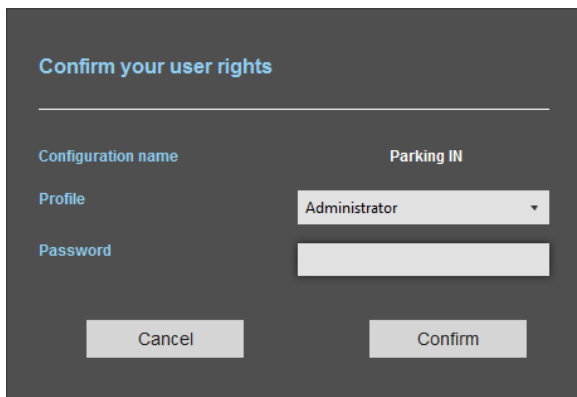 Confirm your user rights
Configuration name Parking IN
Profile Administrator
Password
Cancel Confirm